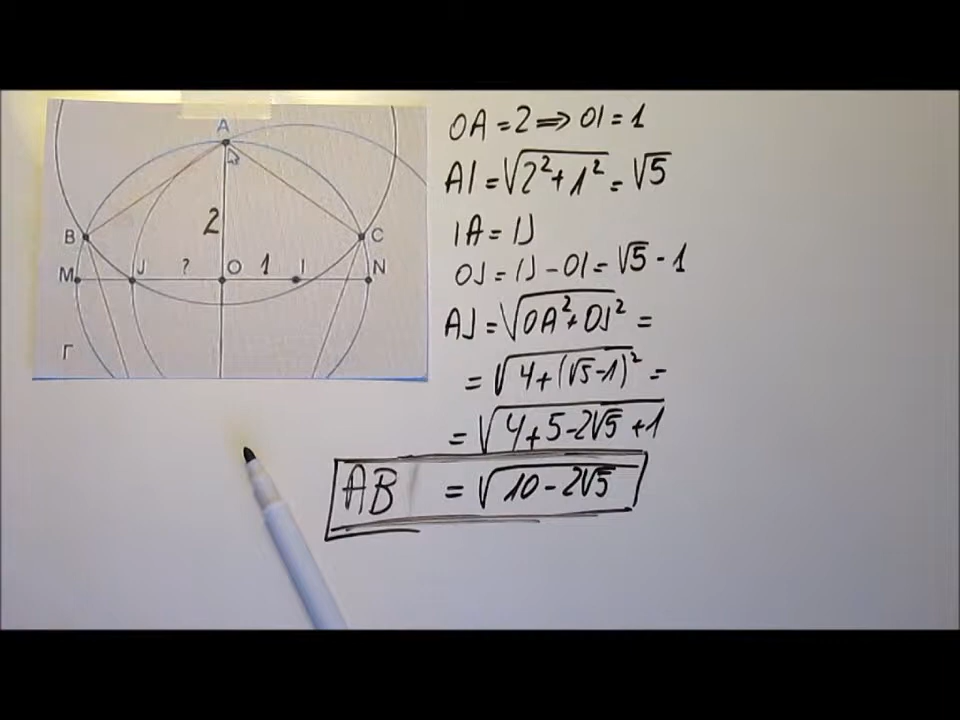 A
2
B
C
M
J
?
O
1
I
N
Γ
OA = 2 ⟹ OI = 1
AI = √2²+1² = √5
IA = IJ
OJ = IJ - OI = √5 - 1
AJ = √OA²+OJ² =
= √4+(√5-1)² =
= √4+5-2√5+1
AB = √10-2√5